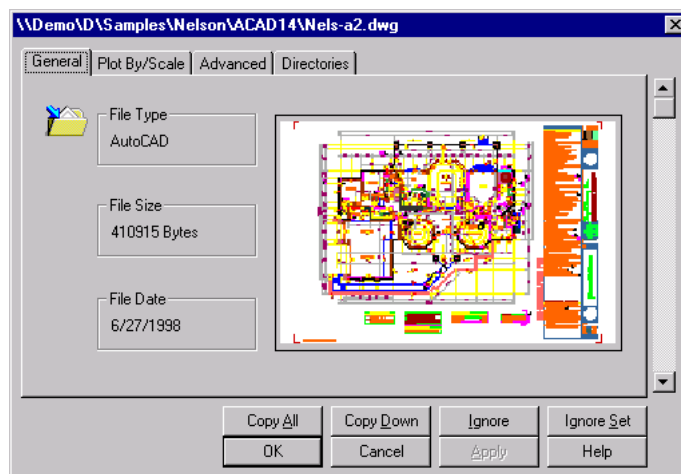 \\Demo\D\Samples\Nelson\ACAD14\Nels-a2.dwg
General Plot By/Scale Advanced Directories
File Type
AutoCAD
File Size
410915 Bytes
File Date
6/27/1998
Copy All Copy Down Ignore Ignore Set
OK Cancel Apply Help